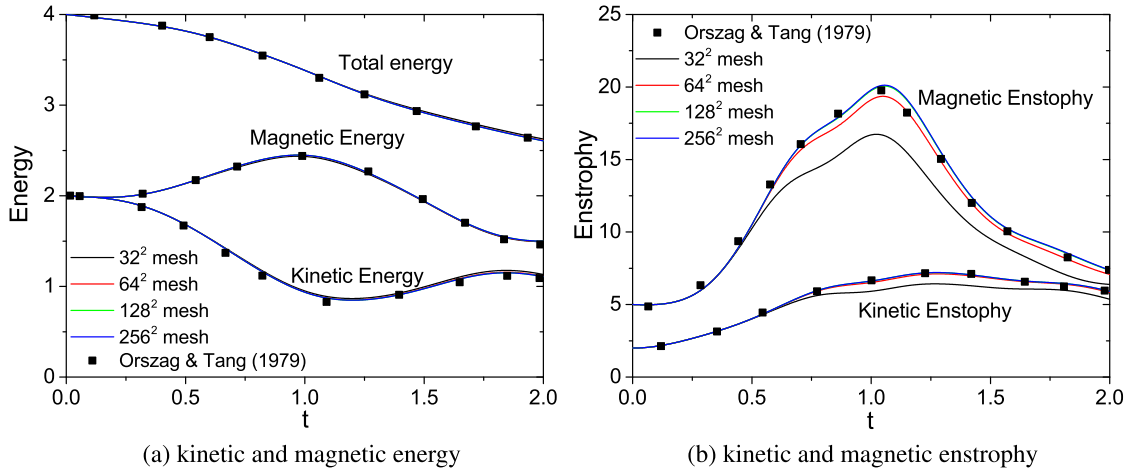 4
3
2
1
0
Energy
Total energy
Magnetic Energy
Kinetic Energy
32² mesh
64² mesh
128² mesh
256² mesh
Orszag & Tang (1979)
0.0 0.5 1.0 1.5 2.0
t
(a) kinetic and magnetic energy
25
20
15
10
5
0
Enstrophy
Orszag & Tang (1979)
32² mesh
64² mesh
128² mesh
256² mesh
Magnetic Enstophy
Kinetic Enstophy
0.0 0.5 1.0 1.5 2.0
t
(b) kinetic and magnetic enstrophy